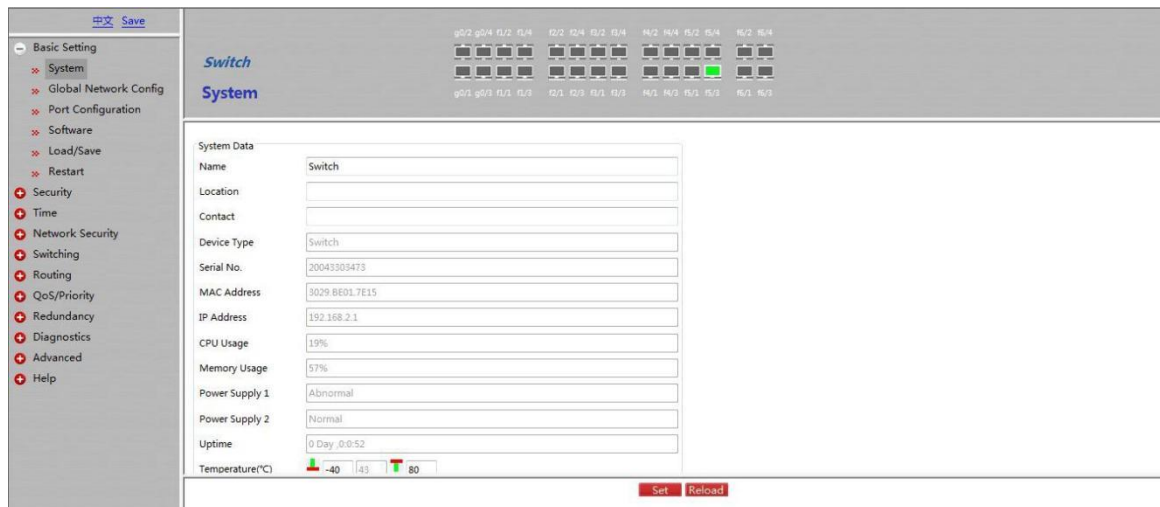 中文 Save
Basic Setting
System
Global Network Config
Port Configuration
Software
Load/Save
Restart
Security
Time
Network Security
Switching
Routing
QoS/Priority
Redundancy
Diagnostics
Advanced
Help
Switch
System
g0/2 g0/4 f1/2 f1/4 f2/2 f2/4 f3/2 f3/4 f4/2 f4/4 f5/2 f5/4 f6/2 f6/4
g0/1 g0/3 f1/1 f1/3 f2/1 f2/3 f3/1 f3/3 f4/1 f4/3 f5/1 f5/3 f6/1 f6/3
System Data
Name Switch
Location
Contact
Device Type Switch
Serial No. 20043303473
MAC Address 3029.BE01.7E15
IP Address 192.168.2.1
CPU Usage 19%
Memory Usage 57%
Power Supply 1 Abnormal
Power Supply 2 Normal
Uptime 0 Day ,0:0:52
Temperature(°C) -40 43 80
Set Reload